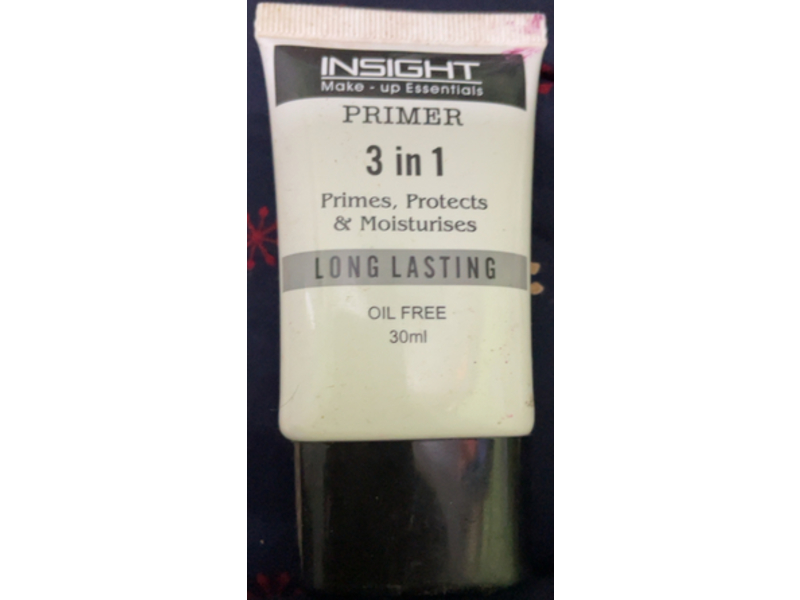 INSIGHT
Make-up Essentials
PRIMER
3 in 1
Primes, Protects
& Moisturises
LONG LASTING
OIL FREE
30ml